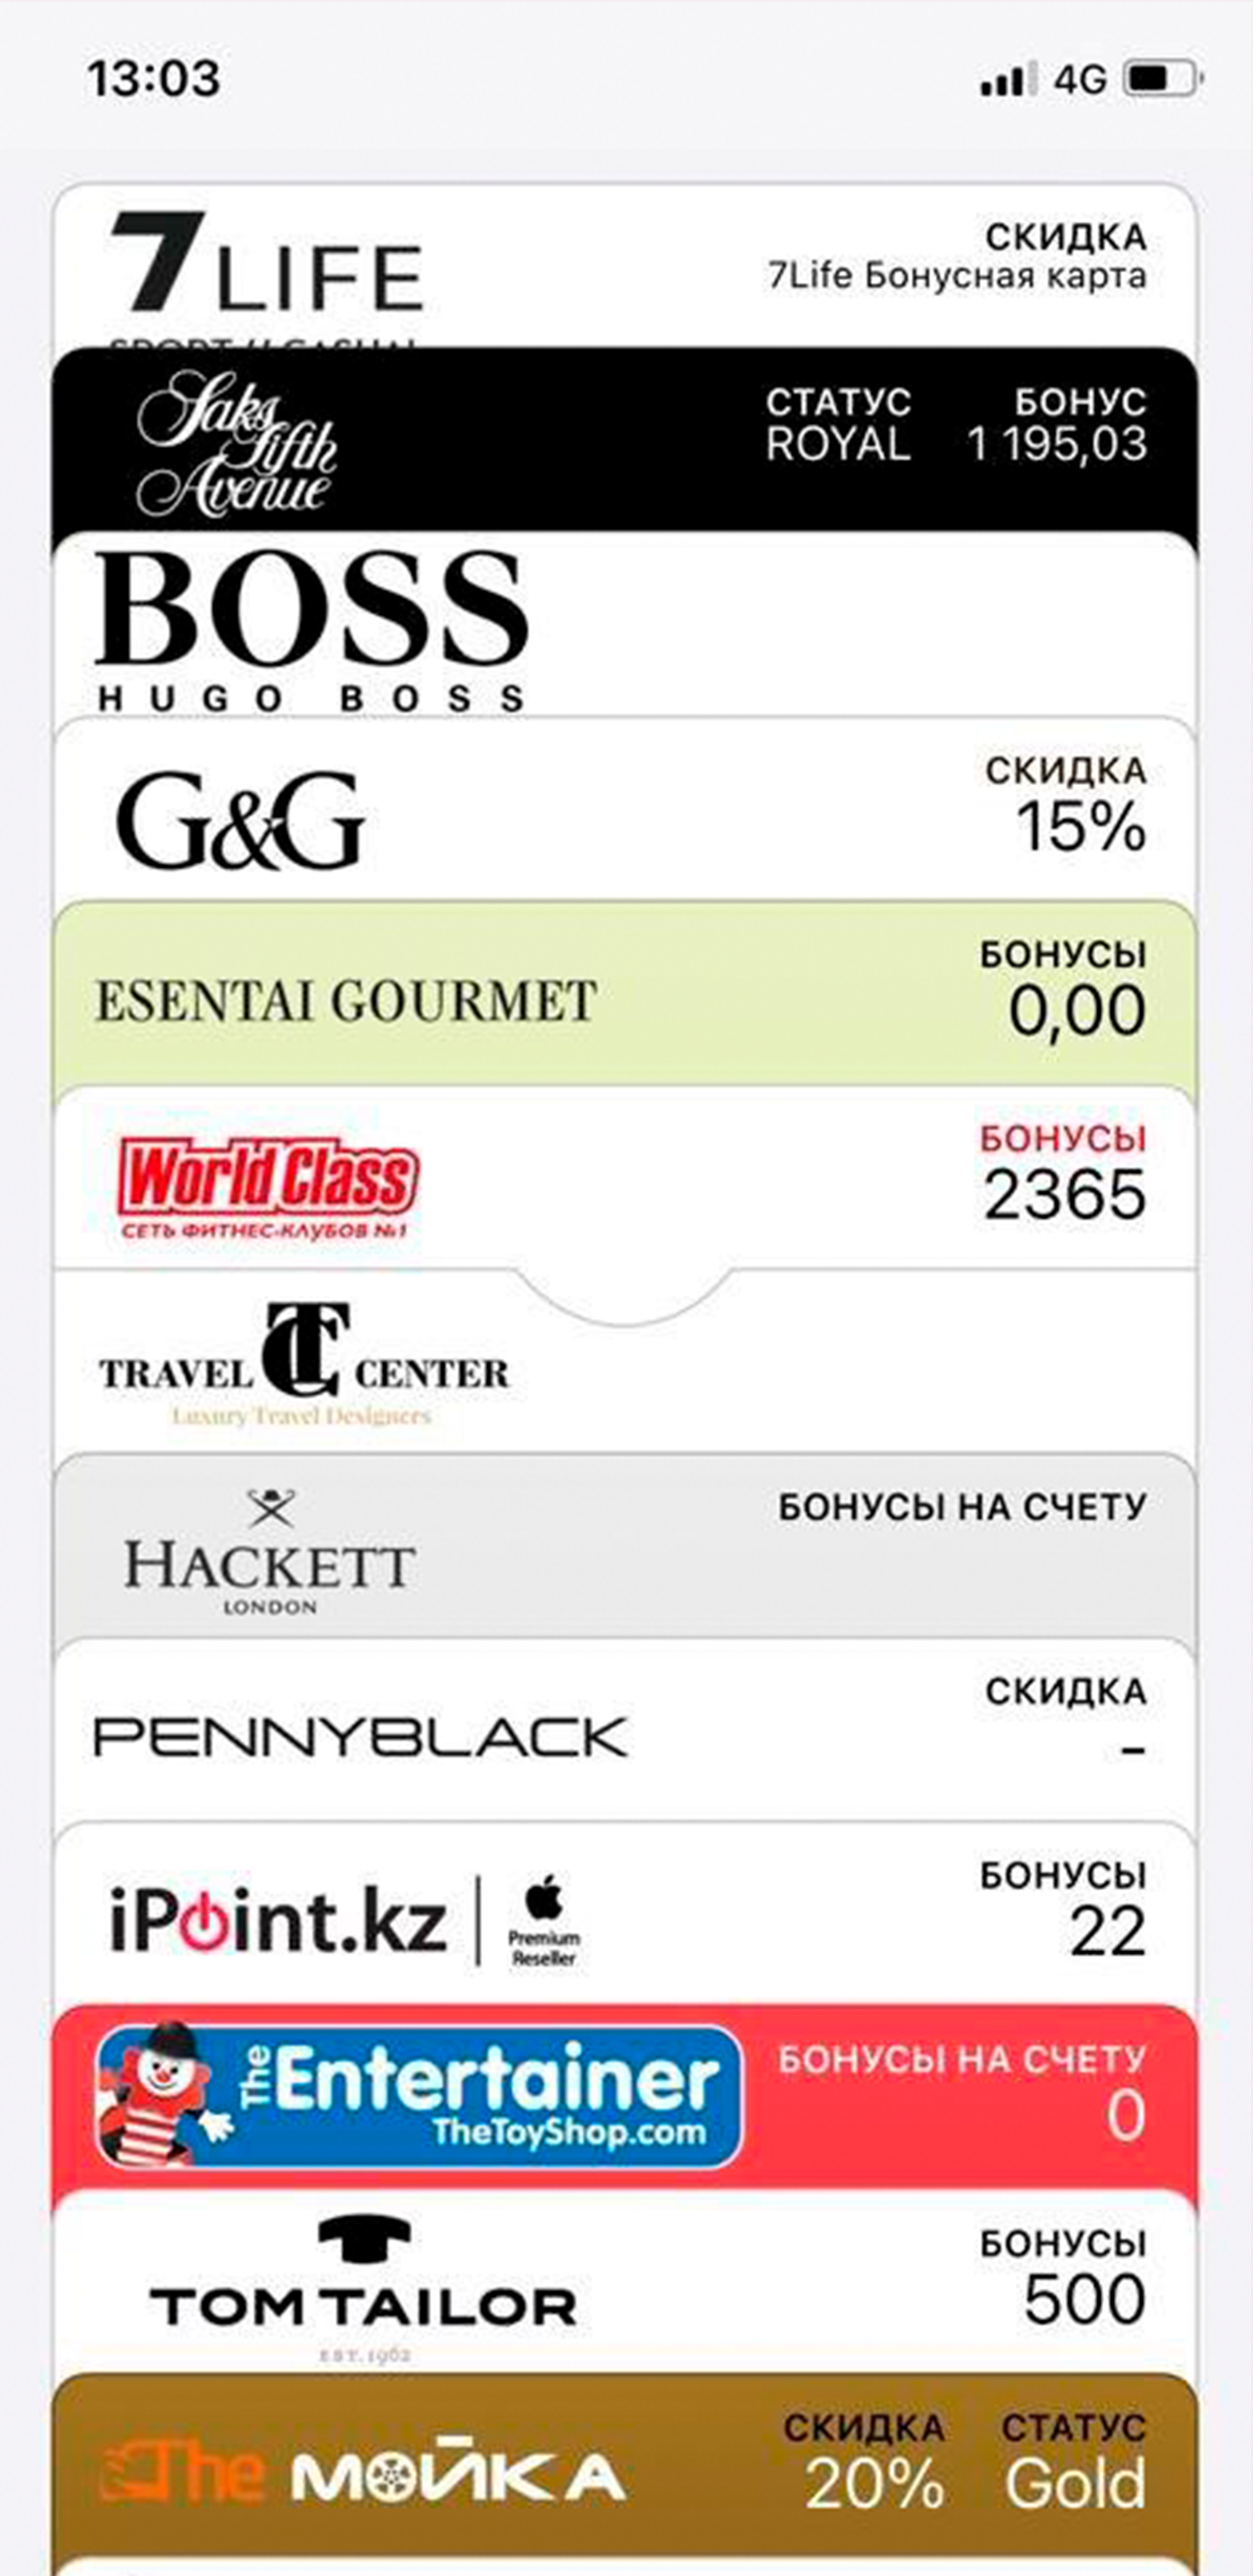 13:03
4G
7 LIFE
SPORT // CASUAL
СКИДКА
7Life Бонусная карта
Saks
Fifth
Avenue
СТАТУС БОНУС
ROYAL 1 195,03
BOSS
HUGO BOSS
G&G
СКИДКА
15%
ESENTAI GOURMET
БОНУСЫ
0,00
World Class
СЕТЬ ФИТНЕС-КЛУБОВ №1
БОНУСЫ
2365
TRAVEL TC CENTER
Luxury Travel Designers
HACKETT
LONDON
БОНУСЫ НА СЧЕТУ
PENNYBLACK
СКИДКА
-
iPoint.kz
Premium
Reseller
БОНУСЫ
22
The Entertainer
TheToyShop.com
БОНУСЫ НА СЧЕТУ
0
TOM TAILOR
EST. 1962
БОНУСЫ
500
The МОЙКА
СКИДКА СТАТУС
20% Gold